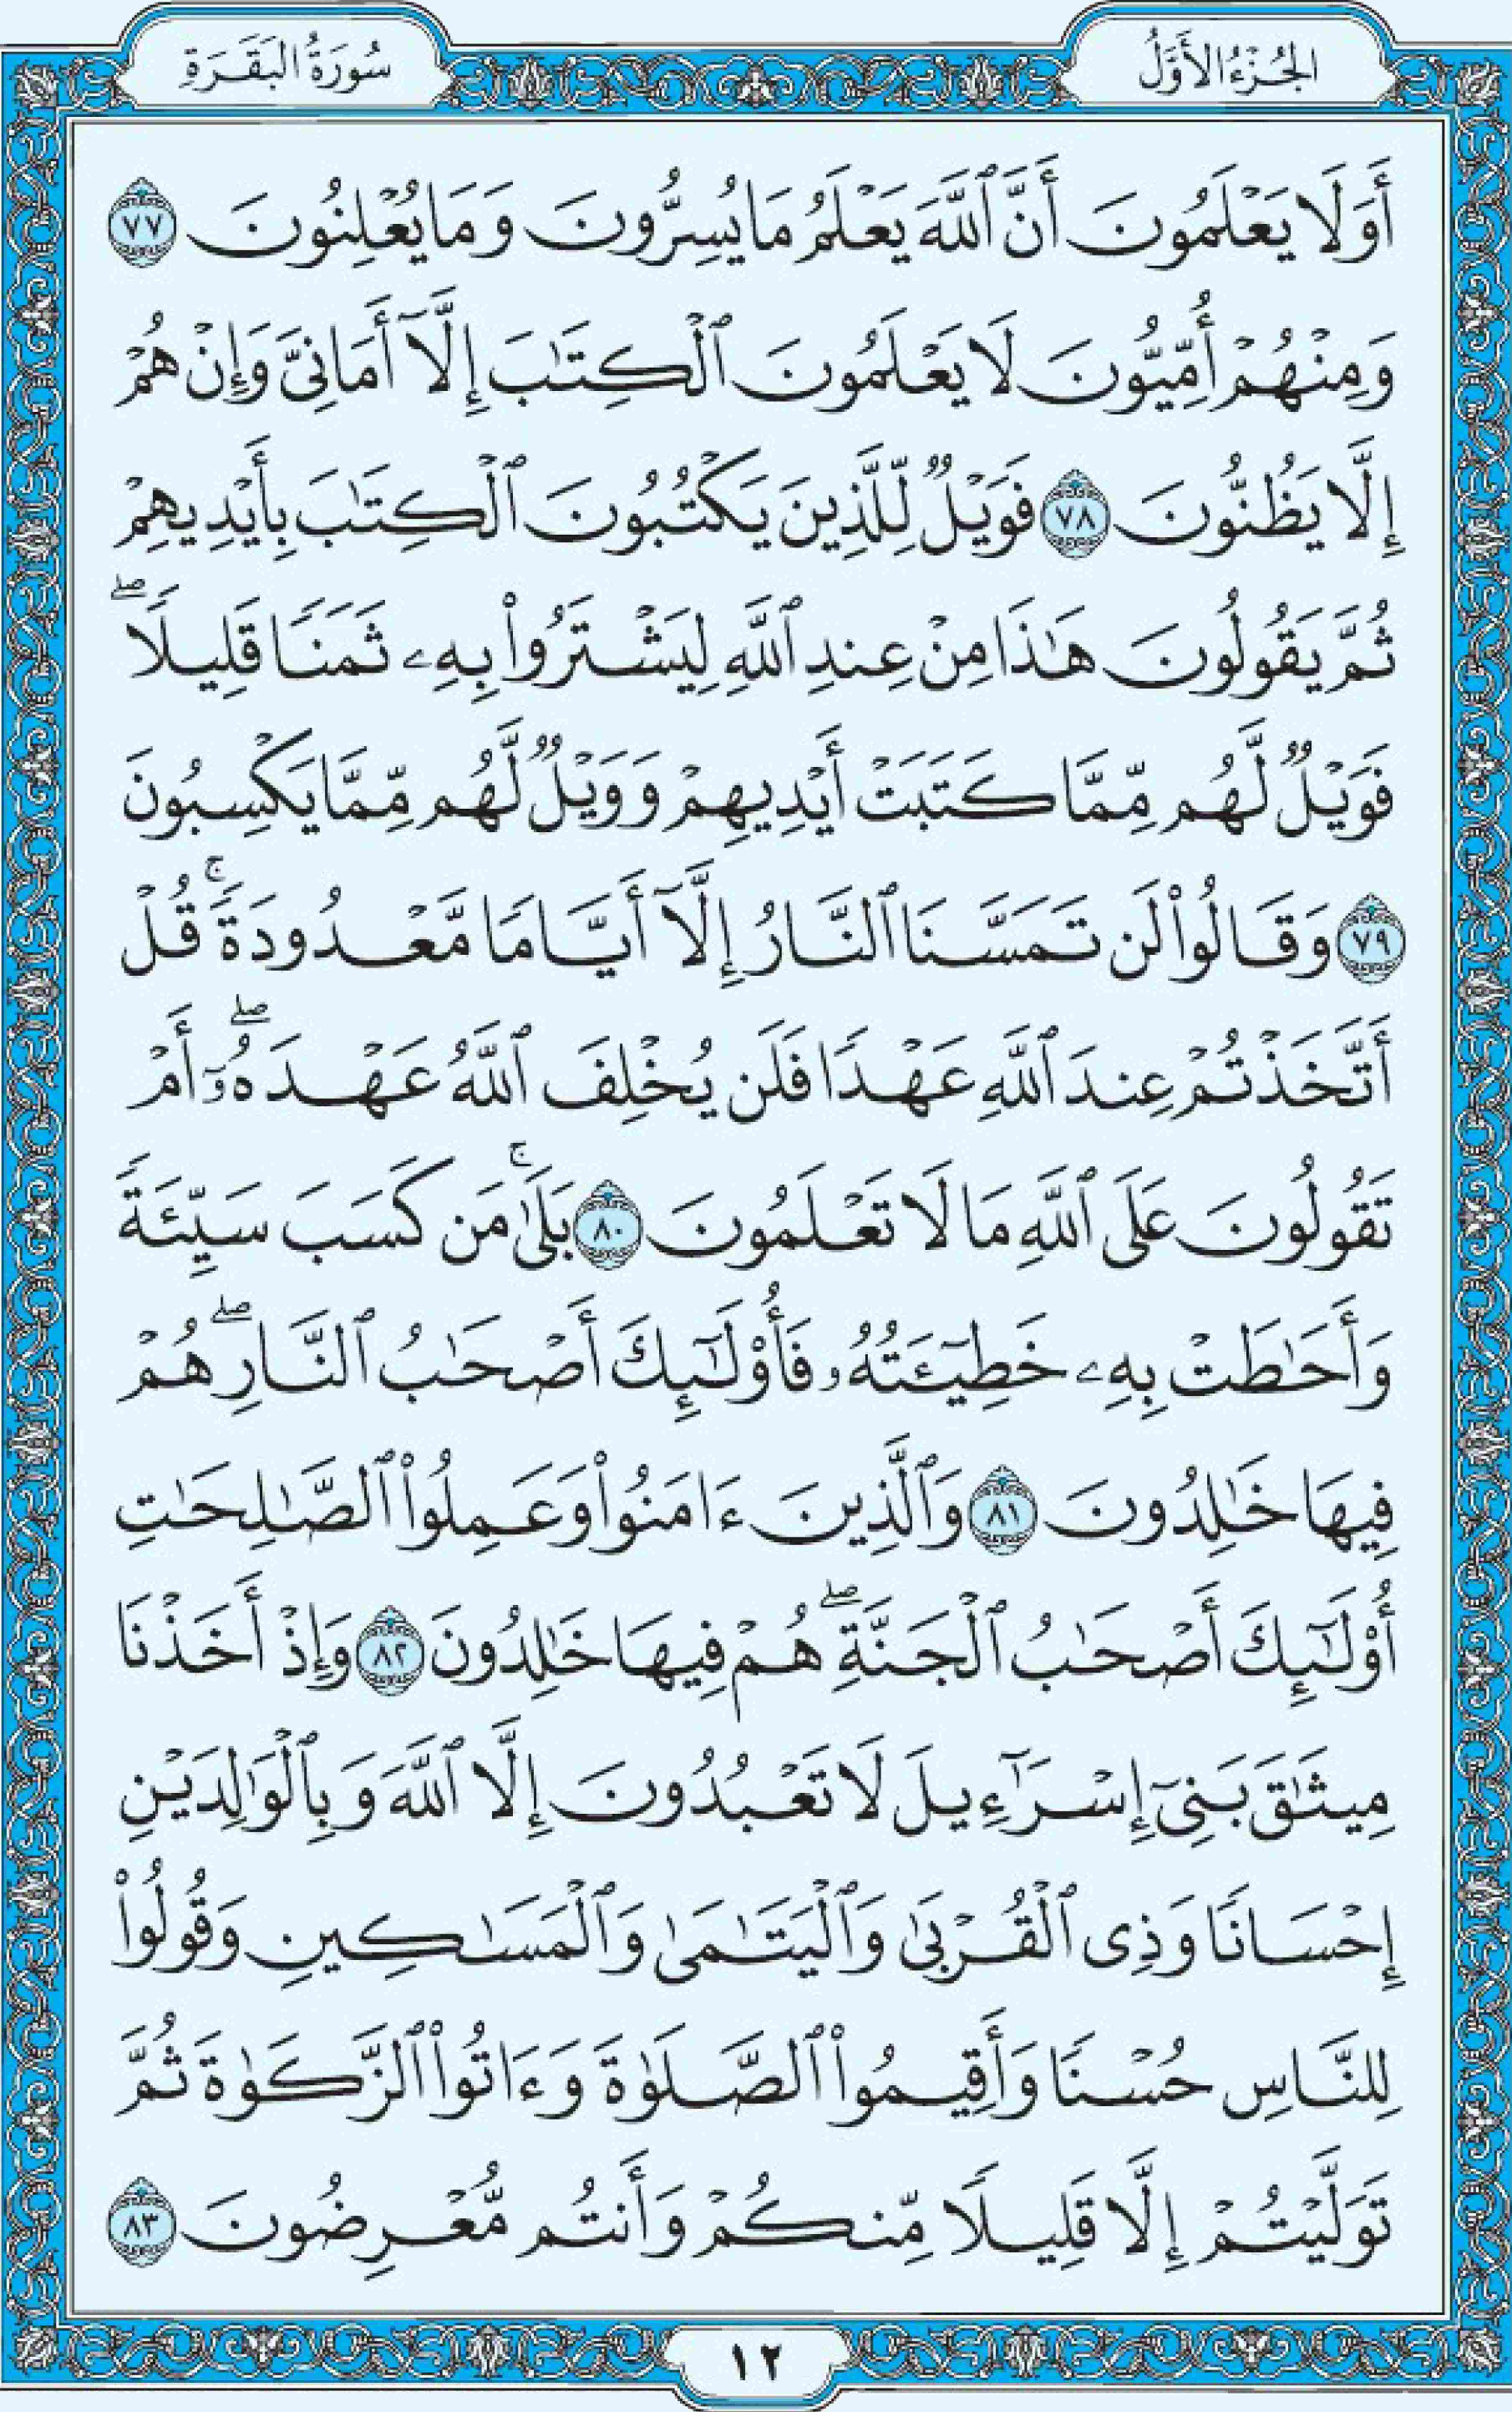 الجُزْءُ الأَوَّلُ
سُورَةُ البَقَرَةِ
أَوَلَا يَعْلَمُونَ أَنَّ ٱللَّهَ يَعْلَمُ مَا يُسِرُّونَ وَمَا يُعْلِنُونَ ٧٧
وَمِنْهُمْ أُمِّيُّونَ لَا يَعْلَمُونَ ٱلْكِتَٰبَ إِلَّآ أَمَانِىَّ وَإِنْ هُمْ
إِلَّا يَظُنُّونَ ٧٨ فَوَيْلٌ لِّلَّذِينَ يَكْتُبُونَ ٱلْكِتَٰبَ بِأَيْدِيهِمْ
ثُمَّ يَقُولُونَ هَٰذَا مِنْ عِندِ ٱللَّهِ لِيَشْتَرُوا۟ بِهِۦ ثَمَنًا قَلِيلًا ۖ
فَوَيْلٌ لَّهُم مِّمَّا كَتَبَتْ أَيْدِيهِمْ وَوَيْلٌ لَّهُم مِّمَّا يَكْسِبُونَ
٧٩ وَقَالُوا۟ لَن تَمَسَّنَا ٱلنَّارُ إِلَّآ أَيَّامًا مَّعْدُودَةً ۚ قُلْ
أَتَّخَذْتُمْ عِندَ ٱللَّهِ عَهْدًا فَلَن يُخْلِفَ ٱللَّهُ عَهْدَهُۥٓ ۖ أَمْ
تَقُولُونَ عَلَى ٱللَّهِ مَا لَا تَعْلَمُونَ ٨٠ بَلَىٰ ۚ مَن كَسَبَ سَيِّئَةً
وَأَحَٰطَتْ بِهِۦ خَطِيٓـَٔتُهُۥ فَأُو۟لَٰٓئِكَ أَصْحَٰبُ ٱلنَّارِ ۖ هُمْ
فِيهَا خَٰلِدُونَ ٨١ وَٱلَّذِينَ ءَامَنُوا۟ وَعَمِلُوا۟ ٱلصَّٰلِحَٰتِ
أُو۟لَٰٓئِكَ أَصْحَٰبُ ٱلْجَنَّةِ ۖ هُمْ فِيهَا خَٰلِدُونَ ٨٢ وَإِذْ أَخَذْنَا
مِيثَٰقَ بَنِىٓ إِسْرَٰٓءِيلَ لَا تَعْبُدُونَ إِلَّا ٱللَّهَ وَبِٱلْوَٰلِدَيْنِ
إِحْسَانًا وَذِى ٱلْقُرْبَىٰ وَٱلْيَتَٰمَىٰ وَٱلْمَسَٰكِينِ وَقُولُوا۟
لِلنَّاسِ حُسْنًا وَأَقِيمُوا۟ ٱلصَّلَوٰةَ وَءَاتُوا۟ ٱلزَّكَوٰةَ ثُمَّ
تَوَلَّيْتُمْ إِلَّا قَلِيلًا مِّنكُمْ وَأَنتُم مُّعْرِضُونَ ٨٣
١٢